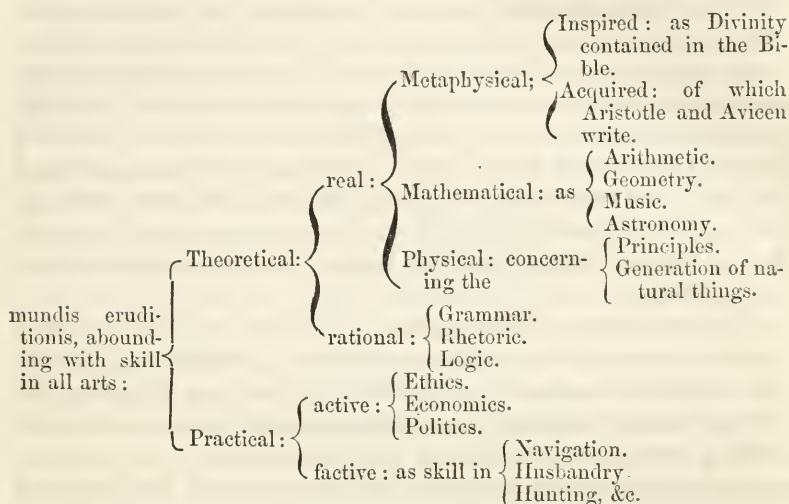 Inspired: as Divinity
contained in the Bi-
ble.
Metaphysical;
Acquired: of which
Aristotle and Avicen
write.
real:
Arithmetic.
Geometry.
Mathematical: as
Music.
Astronomy.
Theoretical:
Physical: concern-
ing the
Principles.
Generation of na-
tural things.
mundis erudi-
tionis, abound-
ing with skill
in all arts:
rational:
Grammar.
Rhetoric.
Logic.
active:
Ethics.
Economics.
Politics.
Practical:
factive: as skill in
Navigation.
Husbandry
Hunting, &c.